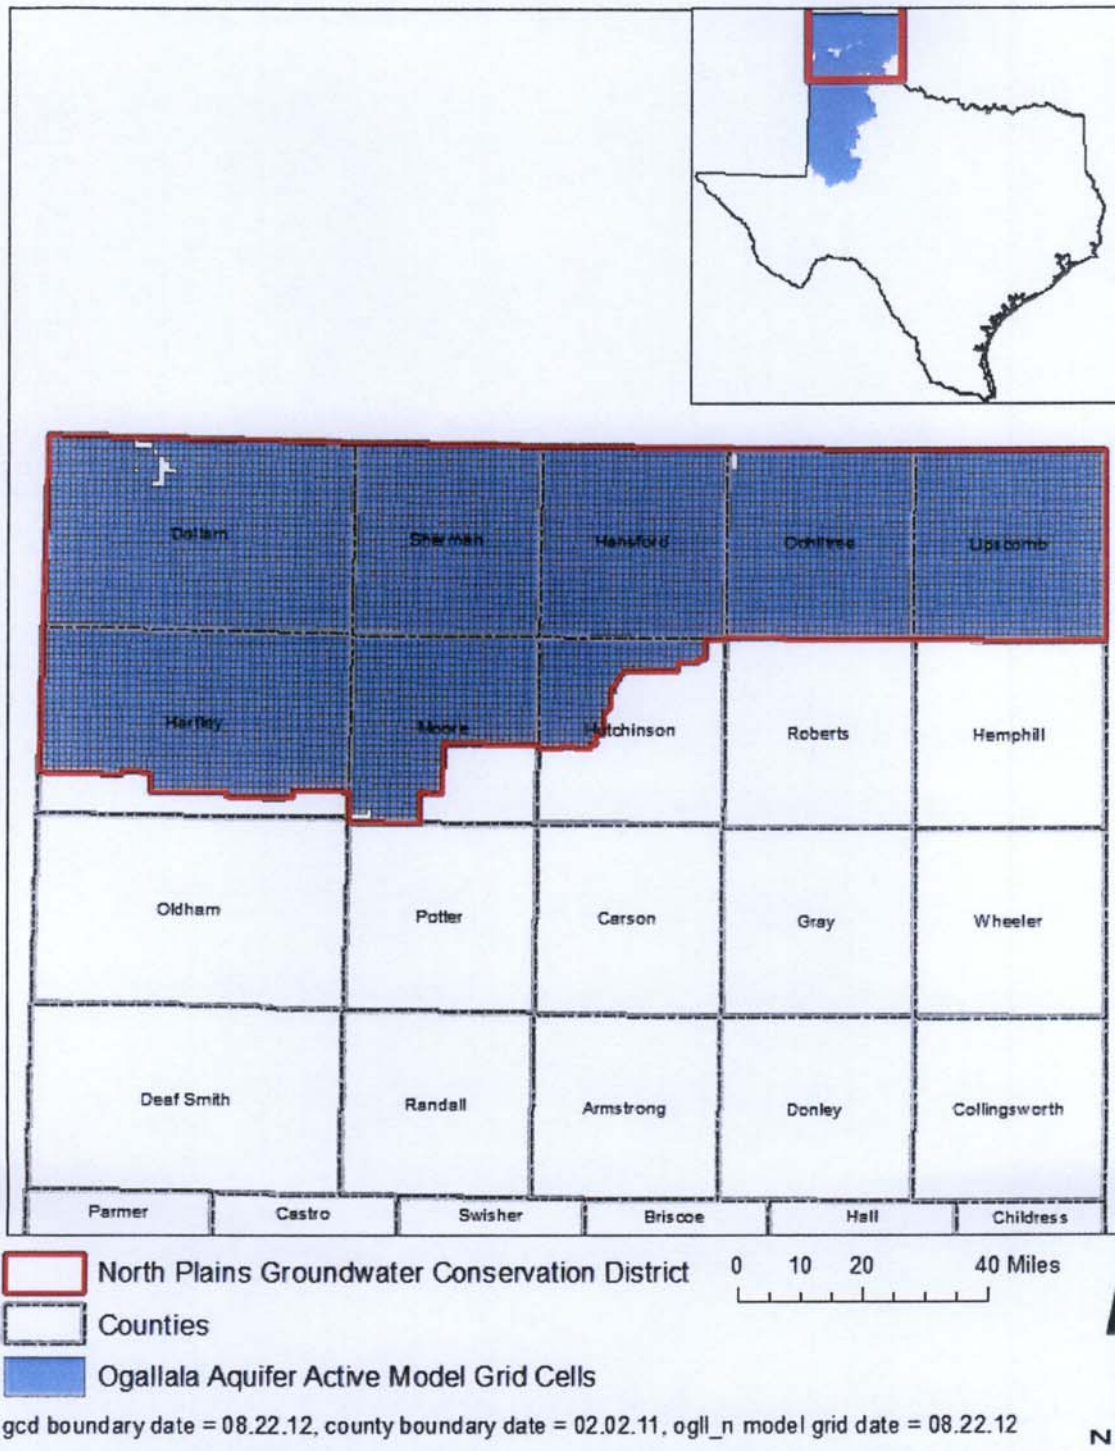 Dallam
Sherman
Hansford
Ochiltree
Lipscomb
Hartley
Moore
Hutchinson
Roberts
Hemphill
Oldham
Potter
Carson
Gray
Wheeler
Deaf Smith
Randall
Armstrong
Donley
Collingsworth
Parmer
Castro
Swisher
Briscoe
Hall
Childress
North Plains Groundwater Conservation District
0 10 20 40 Miles
Counties
Ogallala Aquifer Active Model Grid Cells
gcd boundary date = 08.22.12, county boundary date = 02.02.11, ogll_n model grid date = 08.22.12
N